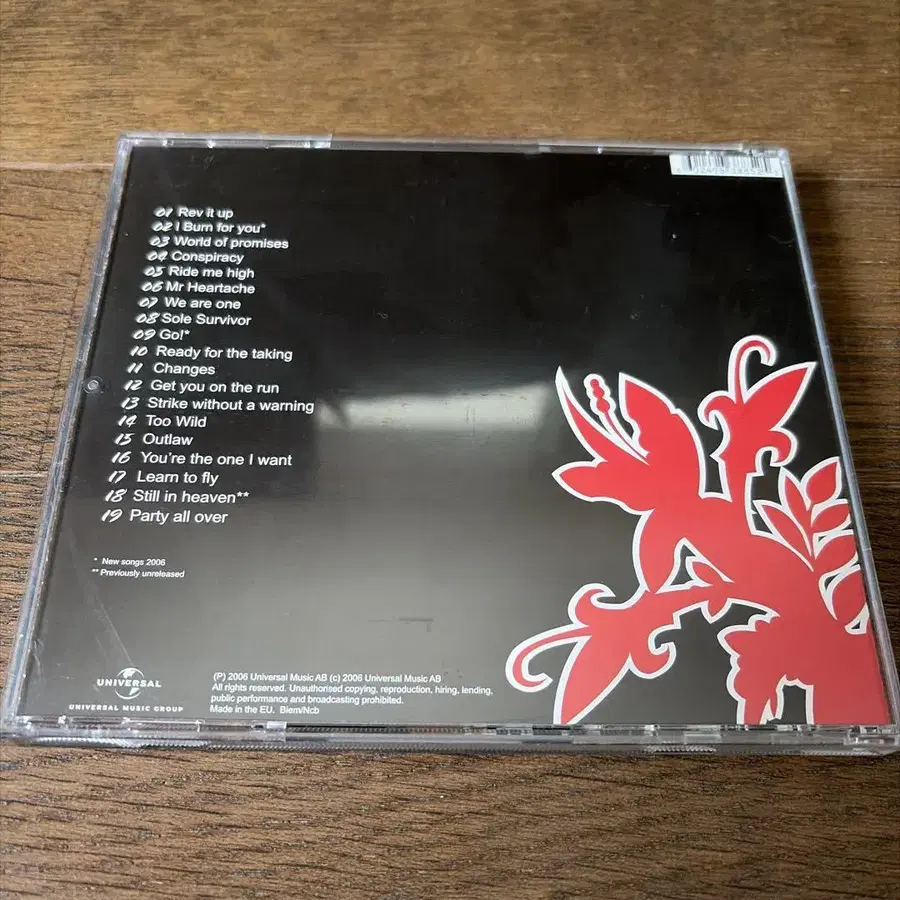 01 Rev it up
02 I Burn for you*
03 World of promises
04 Conspiracy
05 Ride me high
06 Mr Heartache
07 We are one
08 Sole Survivor
09 Go!*
10 Ready for the taking
11 Changes
12 Get you on the run
13 Strike without a warning
14 Too Wild
15 Outlaw
16 You're the one I want
17 Learn to fly
18 Still in heaven**
19 Party all over
* New songs 2006
** Previously unreleased
UNIVERSAL
UNIVERSAL MUSIC GROUP
(P) 2006 Universal Music AB (c) 2006 Universal Music AB
All rights reserved. Unauthorised copying, reproduction, hiring, lending,
public performance and broadcasting prohibited.
Made in the EU. Biem/Ncb